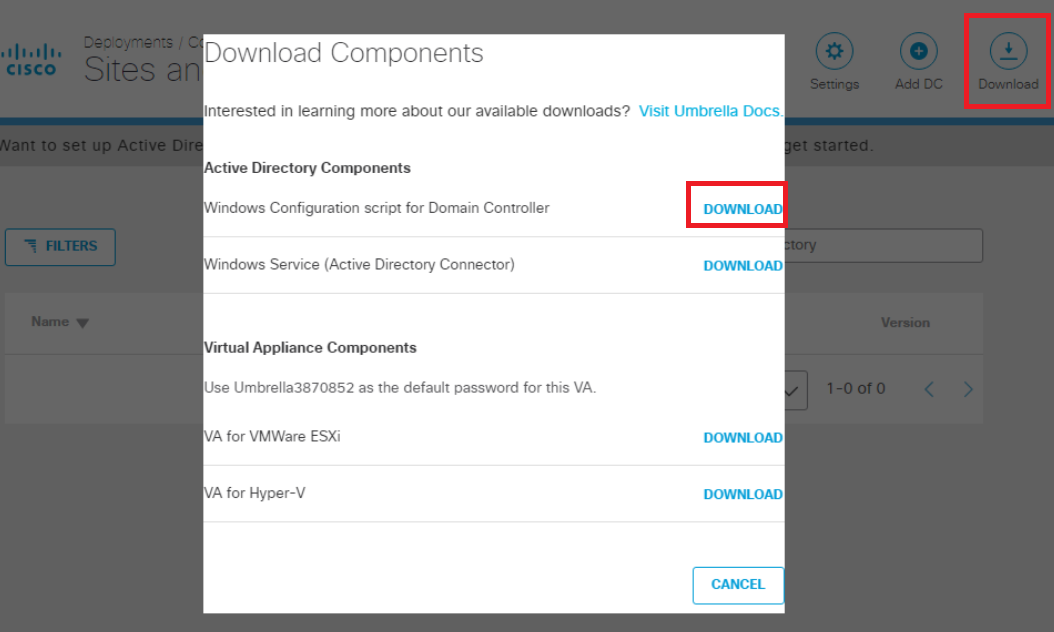 CISCO
Deployments / Co
Sites an
Settings
Add DC
Download
Want to set up Active Dire
get started.
FILTERS
ctory
Name
Version
1-0 of 0
Download Components
Interested in learning more about our available downloads? Visit Umbrella Docs.
Active Directory Components
Windows Configuration script for Domain Controller DOWNLOAD
Windows Service (Active Directory Connector) DOWNLOAD
Virtual Appliance Components
Use Umbrella3870852 as the default password for this VA.
VA for VMWare ESXi DOWNLOAD
VA for Hyper-V DOWNLOAD
CANCEL